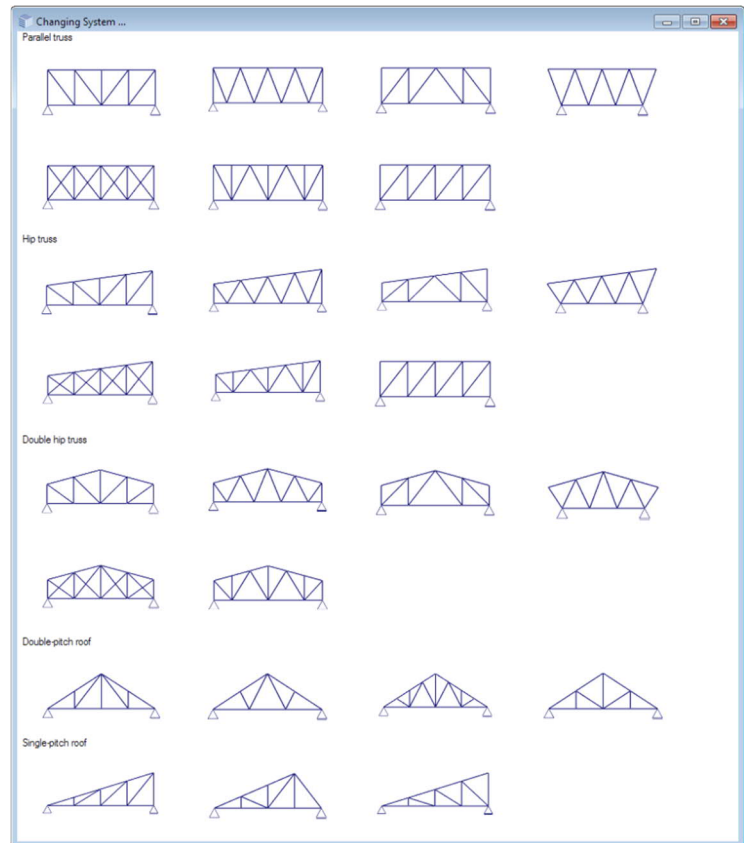 Changing System ...
Parallel truss
Hip truss
Double hip truss
Double-pitch roof
Single-pitch roof